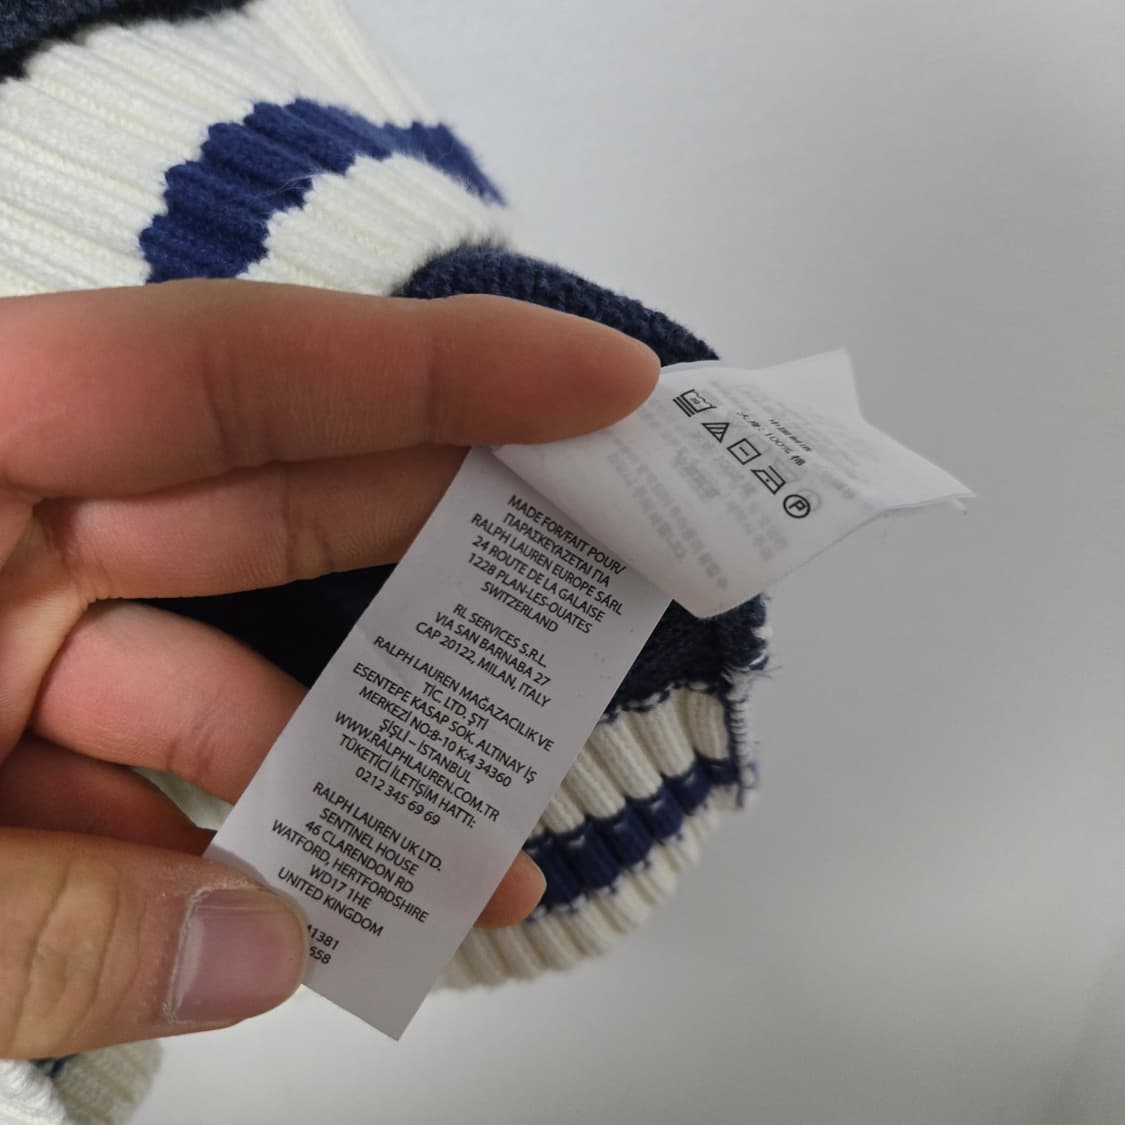 大身: 100% 棉
P
MADE FOR/FAIT POUR/
ΠΑΡΑΣΚΕΥΑΖΕΤΑΙ ΓΙΑ
RALPH LAUREN EUROPE SÀRL
24 ROUTE DE LA GALAISE
1228 PLAN-LES-OUATES
SWITZERLAND
RL SERVICES S.R.L.
VIA SAN BARNABA 27
CAP 20122, MILAN, ITALY
RALPH LAUREN MAĞAZACILIK VE
TİC. LTD. ŞTİ
ESENTEPE KASAP SOK. ALTINAY İŞ
MERKEZİ NO:8-10 K:4 34360
ŞİŞLİ – İSTANBUL
WWW.RALPHLAUREN.COM.TR
TÜKETİCİ İLETİŞİM HATTI:
0212 345 69 69
RALPH LAUREN UK LTD.
SENTINEL HOUSE
46 CLARENDON RD
WATFORD, HERTFORDSHIRE
WD17 1HE
UNITED KINGDOM